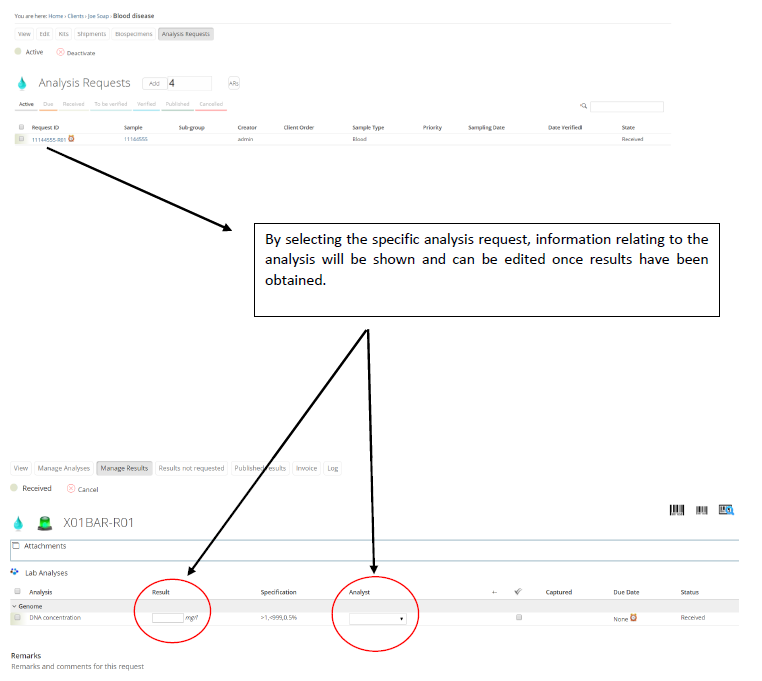 You are here: Home › Clients › Joe Soap › Blood disease
View Edit Kits Shipments Biospecimens Analysis Requests
Active Deactivate
Analysis Requests Add 4 ARs
Active Due Received To be verified Verified Published Cancelled
Request ID Sample Sub-group Creator Client Order Sample Type Priority Sampling Date Date Verified State
11144555-R01 11144555 admin Blood Received
By selecting the specific analysis request, information relating to the
analysis will be shown and can be edited once results have been
obtained.
View Manage Analyses Manage Results Results not requested Published results Invoice Log
Received Cancel
X01BAR-R01
Attachments
Lab Analyses
Analysis Result Specification Analyst Captured Due Date Status
Genome
DNA concentration >1,<999,0.5% None Received
Remarks
Remarks and comments for this request